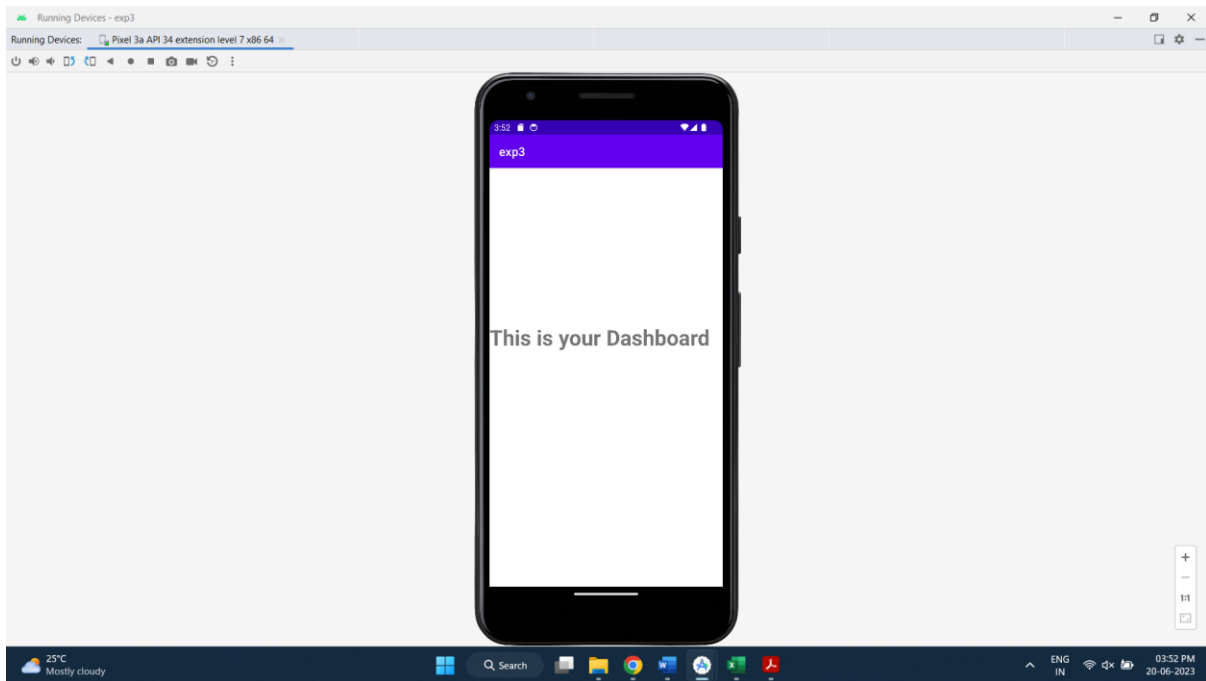 Running Devices - exp3
Running Devices: Pixel 3a API 34 extension level 7 x86 64
3:52
exp3
This is your Dashboard
1:1
25°C
Mostly cloudy
Search
ENG
IN
03:52 PM
20-06-2023